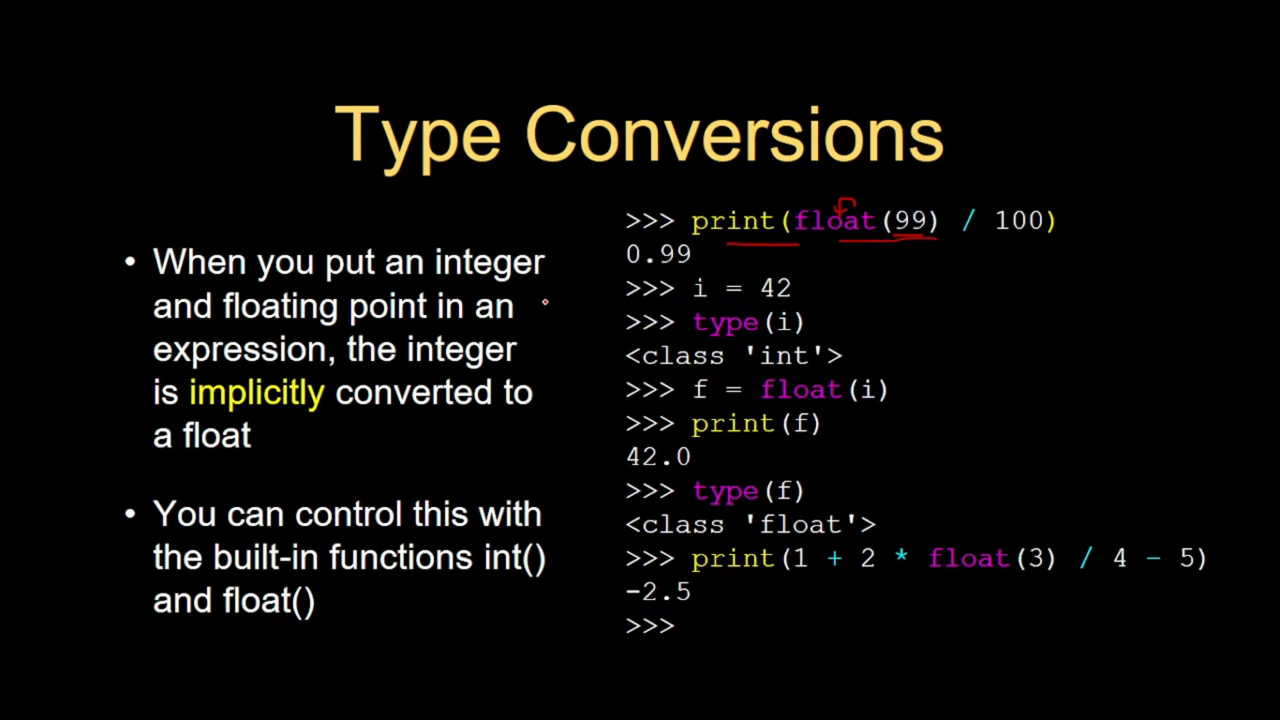 Type Conversions
• When you put an integer
and floating point in an
expression, the integer
is implicitly converted to
a float
• You can control this with
the built-in functions int()
and float()
>>> print(float(99) / 100)
0.99
>>> i = 42
>>> type(i)
<class 'int'>
>>> f = float(i)
>>> print(f)
42.0
>>> type(f)
<class 'float'>
>>> print(1 + 2 * float(3) / 4 - 5)
-2.5
>>>